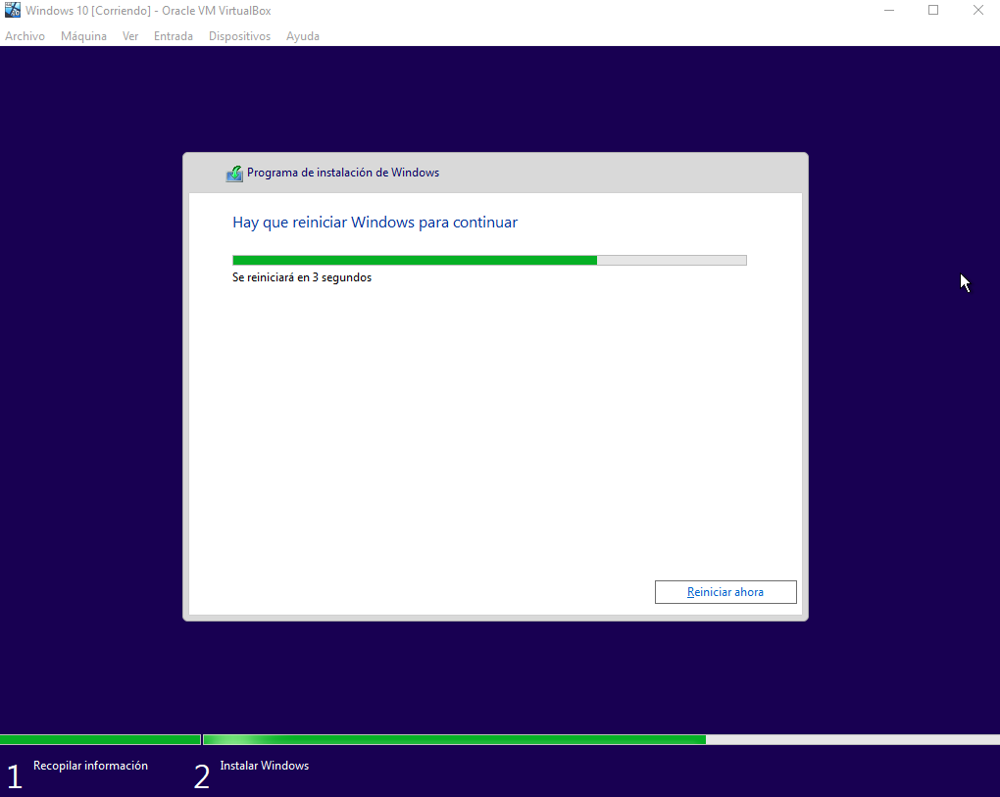 Windows 10 [Corriendo] - Oracle VM VirtualBox
Archivo Máquina Ver Entrada Dispositivos Ayuda
Programa de instalación de Windows
Hay que reiniciar Windows para continuar
Se reiniciará en 3 segundos
Reiniciar ahora
1 Recopilar información 2 Instalar Windows